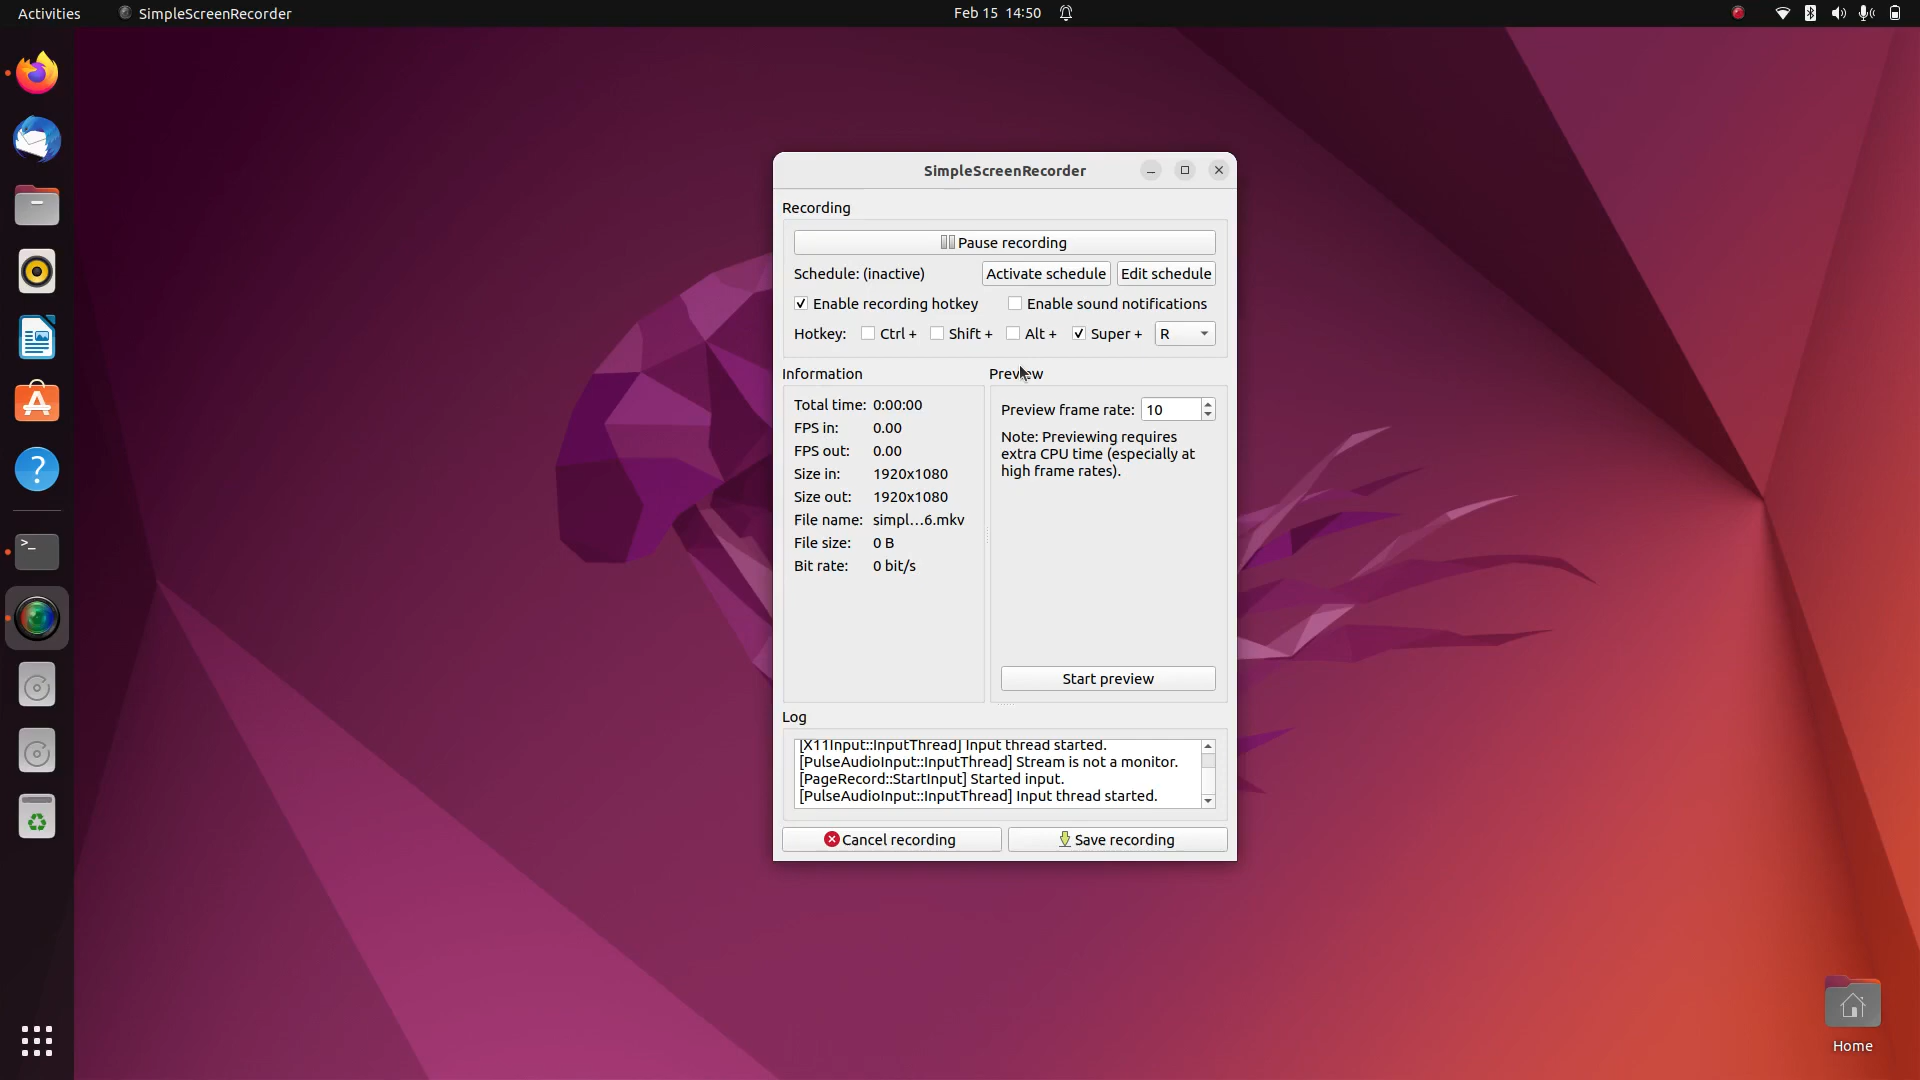 Activities SimpleScreenRecorder Feb 15 14:50
SimpleScreenRecorder
Recording
Pause recording
Schedule: (inactive) Activate schedule Edit schedule
Enable recording hotkey Enable sound notifications
Hotkey: Ctrl + Shift + Alt + Super + R
Information
Total time: 0:00:00
FPS in: 0.00
FPS out: 0.00
Size in: 1920x1080
Size out: 1920x1080
File name: simpl...6.mkv
File size: 0 B
Bit rate: 0 bit/s
Preview
Preview frame rate: 10
Note: Previewing requires
extra CPU time (especially at
high frame rates).
Start preview
Log
[X11Input::InputThread] Input thread started.
[PulseAudioInput::InputThread] Stream is not a monitor.
[PageRecord::StartInput] Started input.
[PulseAudioInput::InputThread] Input thread started.
Cancel recording Save recording
Home